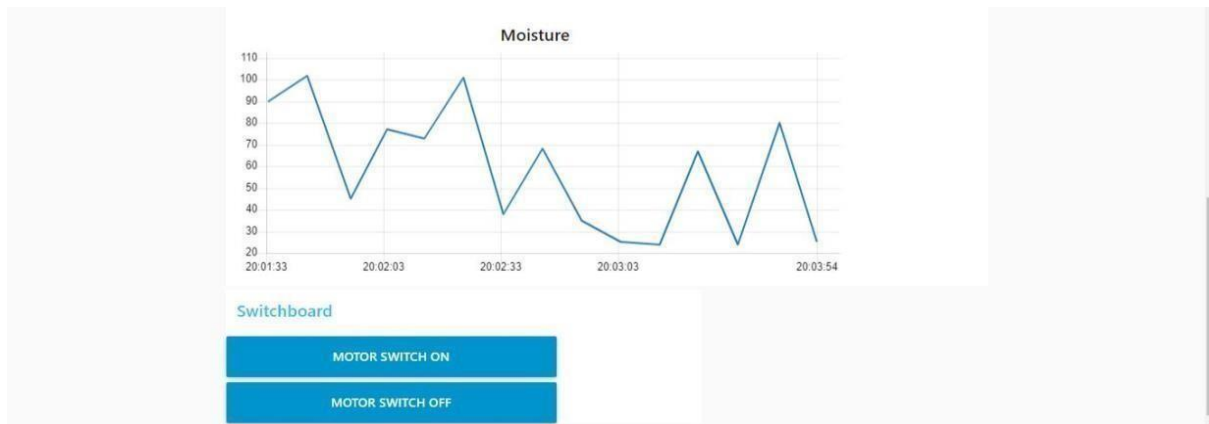 Moisture
110
100
90
80
70
60
50
40
30
20
20:01:33 20:02:03 20:02:33 20:03:03 20:03:54
Switchboard
MOTOR SWITCH ON
MOTOR SWITCH OFF